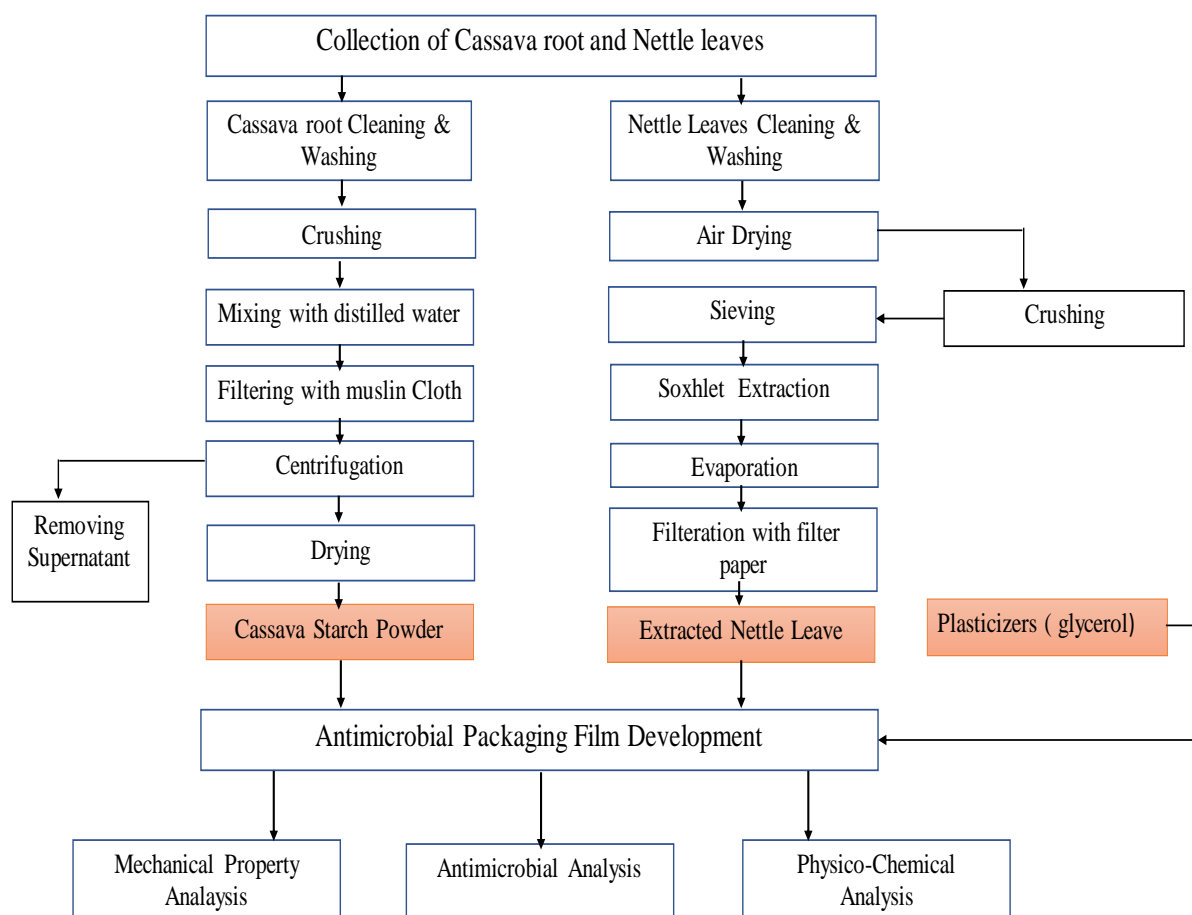 Collection of Cassava root and Nettle leaves
Cassava root Cleaning &
Washing
Nettle Leaves Cleaning &
Washing
Crushing
Air Drying
Mixing with distilled water
Sieving
Crushing
Filtering with muslin Cloth
Soxhlet Extraction
Centrifugation
Evaporation
Removing
Supernatant
Drying
Filteration with filter
paper
Cassava Starch Powder
Extracted Nettle Leave
Plasticizers ( glycerol)
Antimicrobial Packaging Film Development
Mechanical Property
Analaysis
Antimicrobial Analysis
Physico-Chemical
Analysis